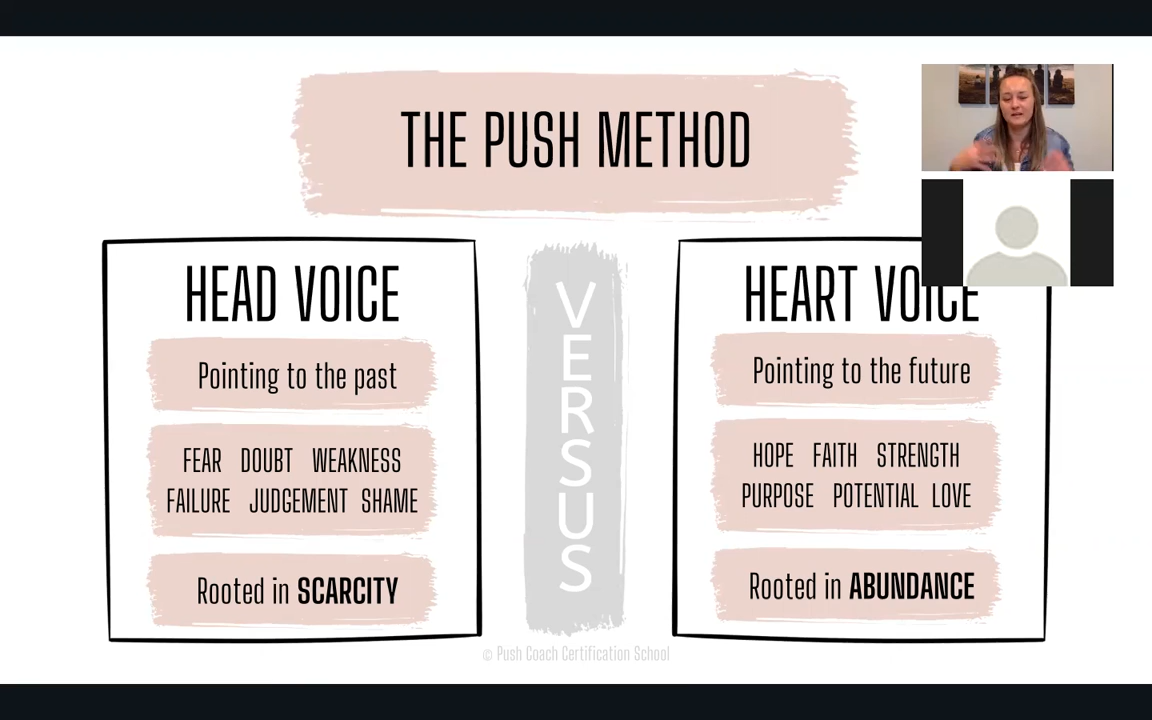 THE PUSH METHOD
HEAD VOICE
Pointing to the past
FEAR DOUBT WEAKNESS
FAILURE JUDGEMENT SHAME
Rooted in SCARCITY
VERSUS
HEART VOICE
Pointing to the future
HOPE FAITH STRENGTH
PURPOSE POTENTIAL LOVE
Rooted in ABUNDANCE
© Push Coach Certification School